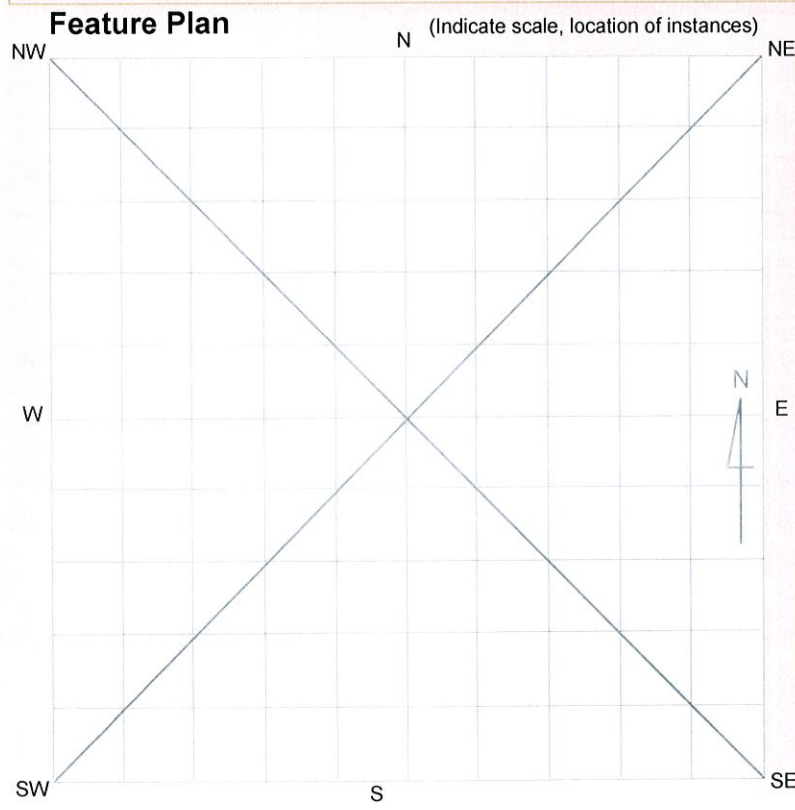 Feature Plan
(Indicate scale, location of instances)
NW
N
NE
W
N
E
SW
S
SE